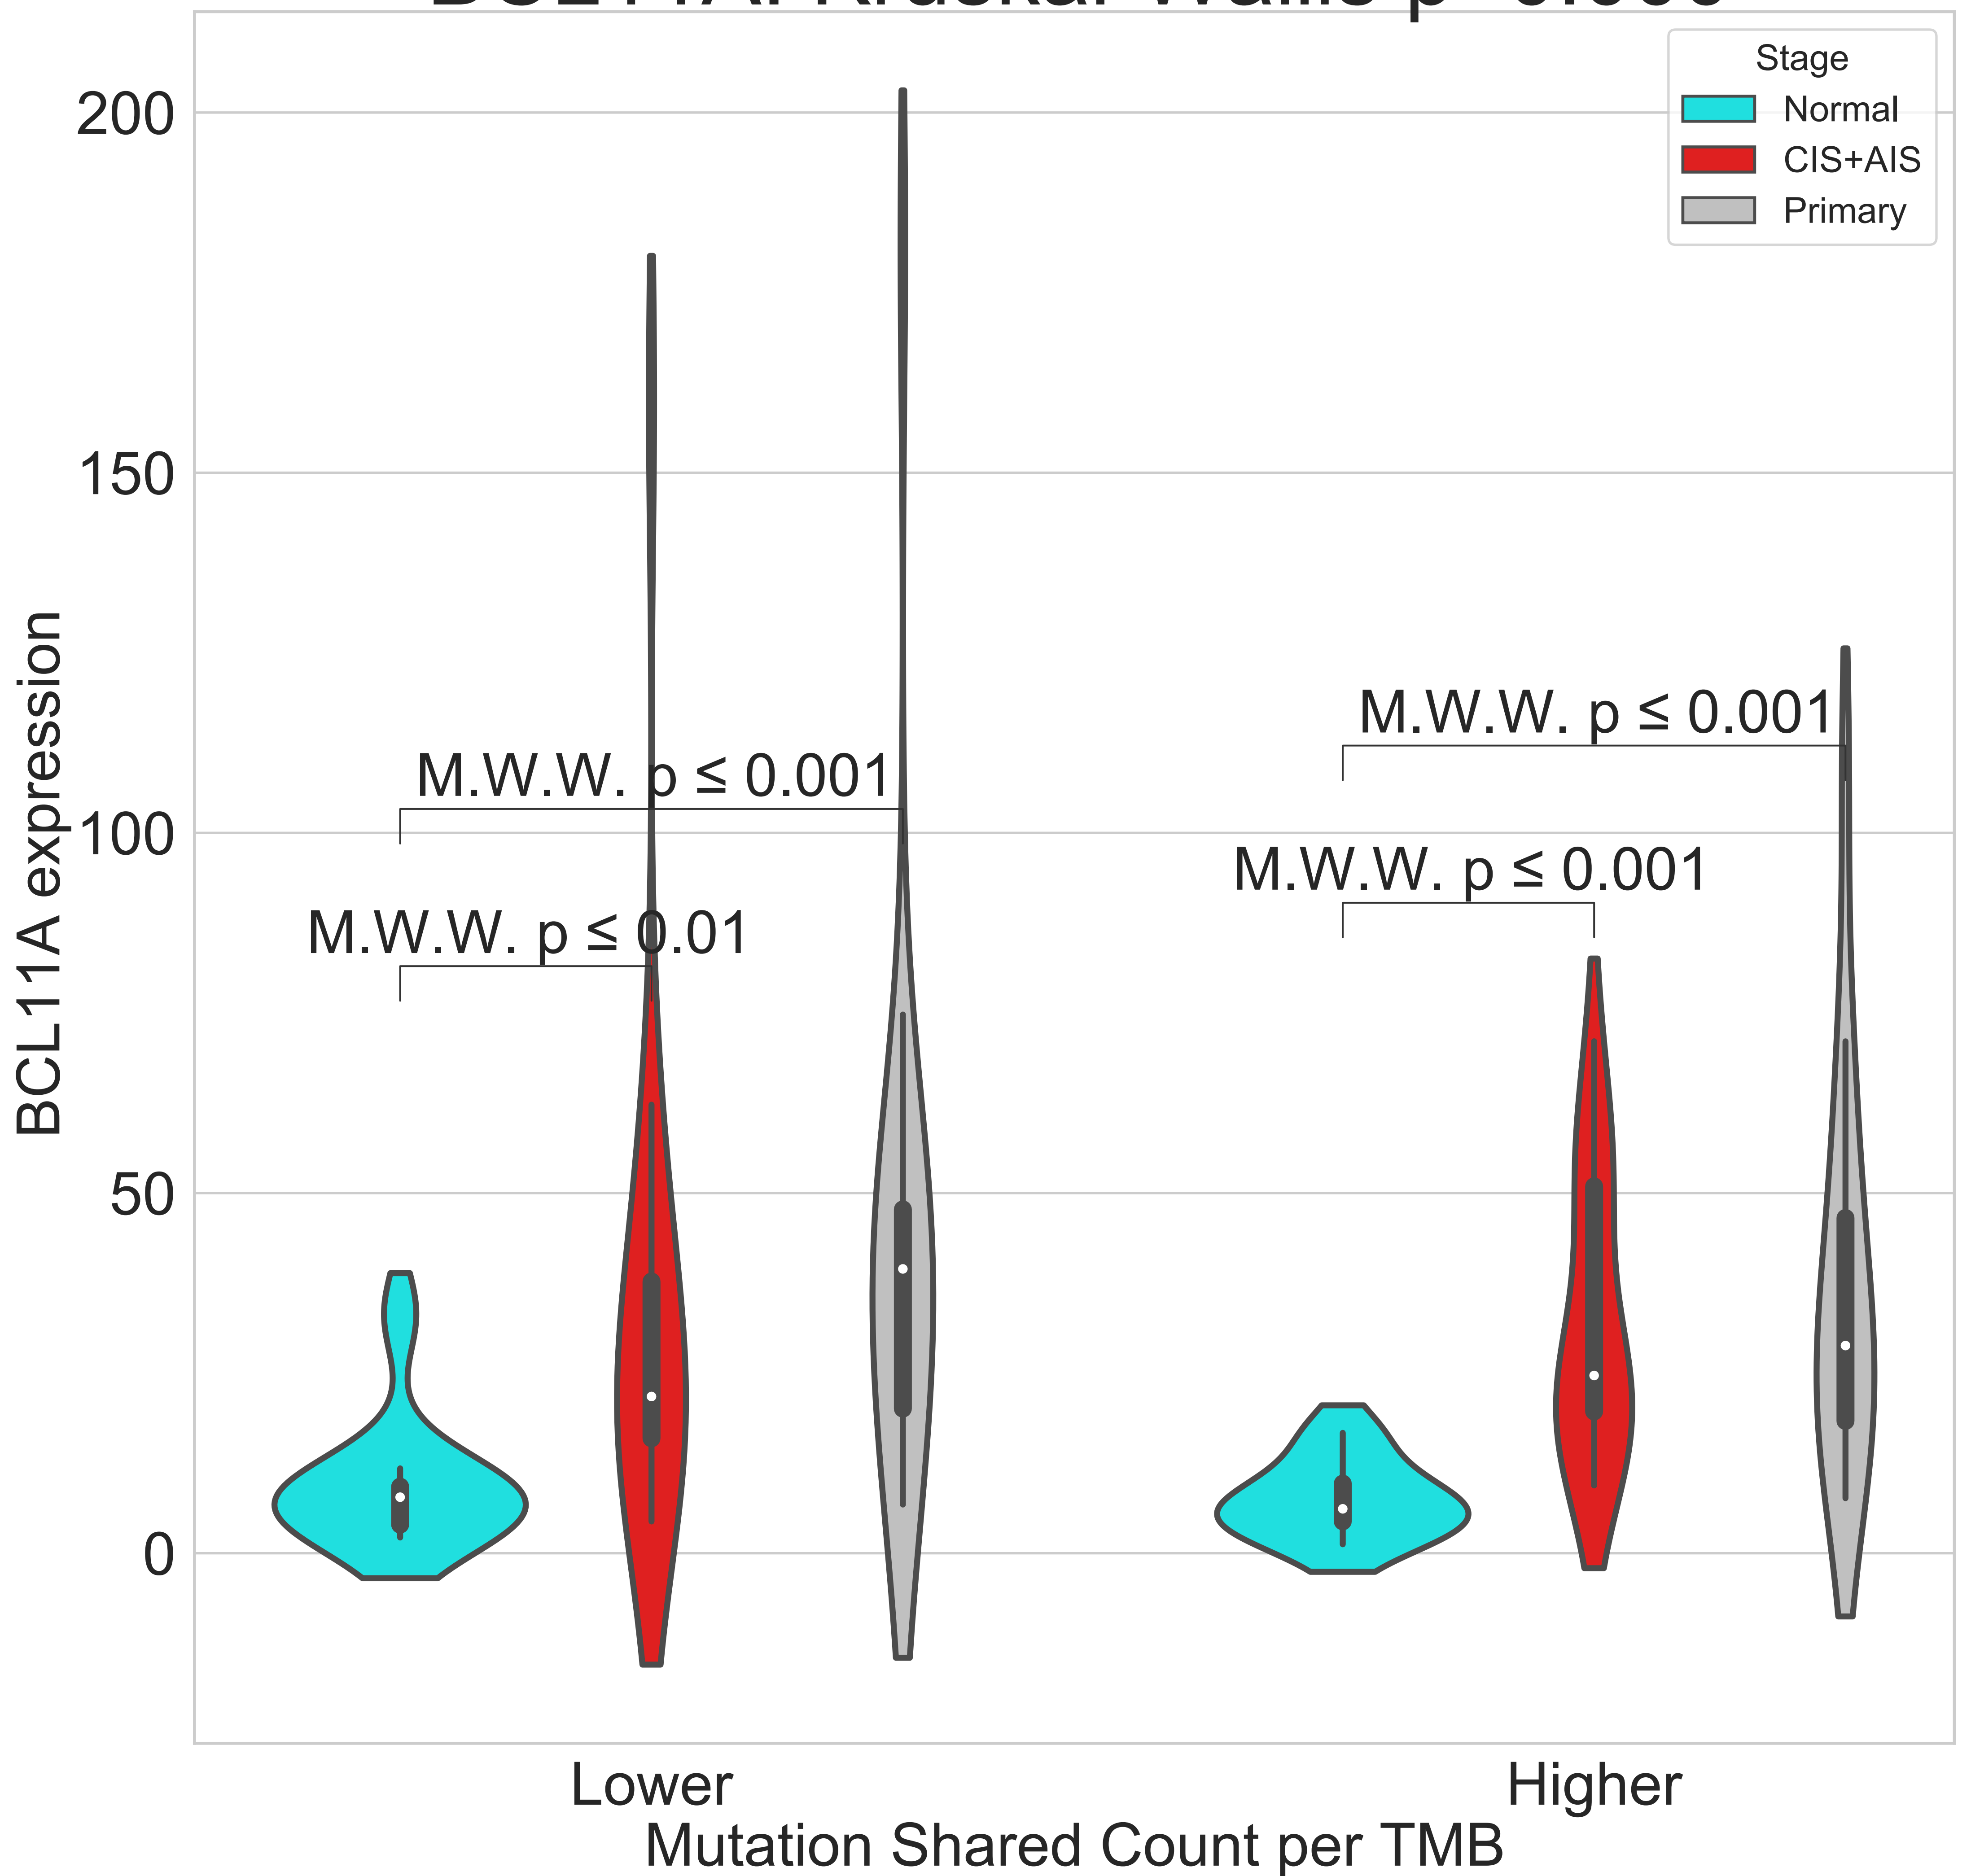 Stage
Normal
CIS+AIS
Primary
200
150
100
50
0
BCL11A expression
M.W.W. p ≤ 0.001
M.W.W. p ≤ 0.01
M.W.W. p ≤ 0.001
M.W.W. p ≤ 0.001
Lower
Higher
Mutation Shared Count per TMB